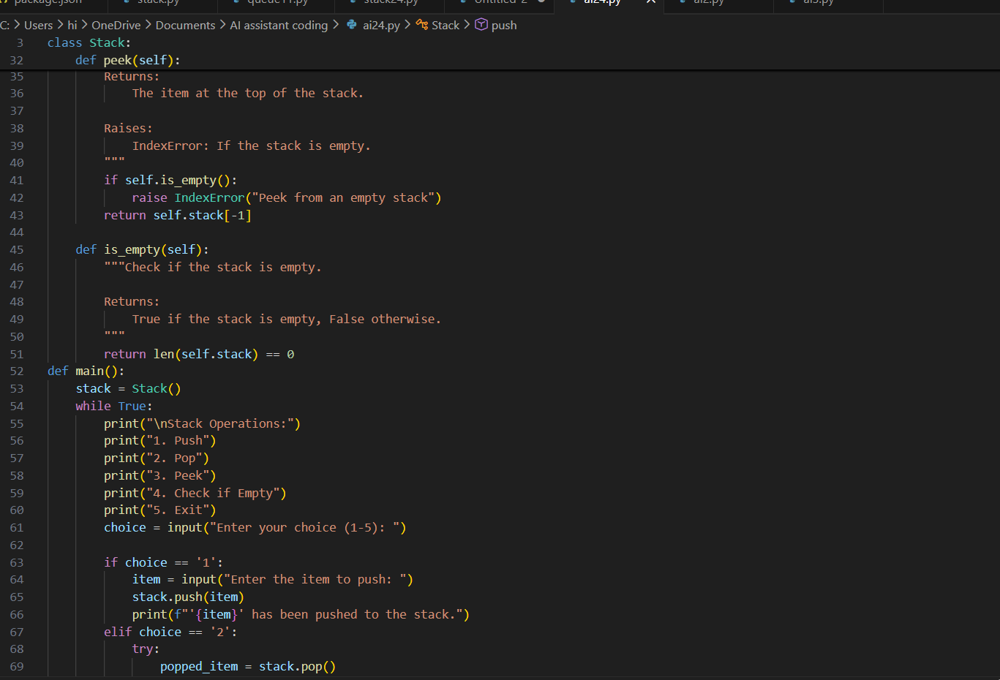 package.json stack.py queue11.py stack24.py Untitled-2 ai24.py ai2.py ai3.py
C: > Users > hi > OneDrive > Documents > AI assistant coding > ai24.py > Stack > push
3 class Stack:
32 def peek(self):
35 Returns:
36 The item at the top of the stack.
37
38 Raises:
39 IndexError: If the stack is empty.
40 """
41 if self.is_empty():
42 raise IndexError("Peek from an empty stack")
43 return self.stack[-1]
44
45 def is_empty(self):
46 """Check if the stack is empty.
47
48 Returns:
49 True if the stack is empty, False otherwise.
50 """
51 return len(self.stack) == 0
52 def main():
53 stack = Stack()
54 while True:
55 print("\nStack Operations:")
56 print("1. Push")
57 print("2. Pop")
58 print("3. Peek")
59 print("4. Check if Empty")
60 print("5. Exit")
61 choice = input("Enter your choice (1-5): ")
62
63 if choice == '1':
64 item = input("Enter the item to push: ")
65 stack.push(item)
66 print(f"'{item}' has been pushed to the stack.")
67 elif choice == '2':
68 try:
69 popped_item = stack.pop()